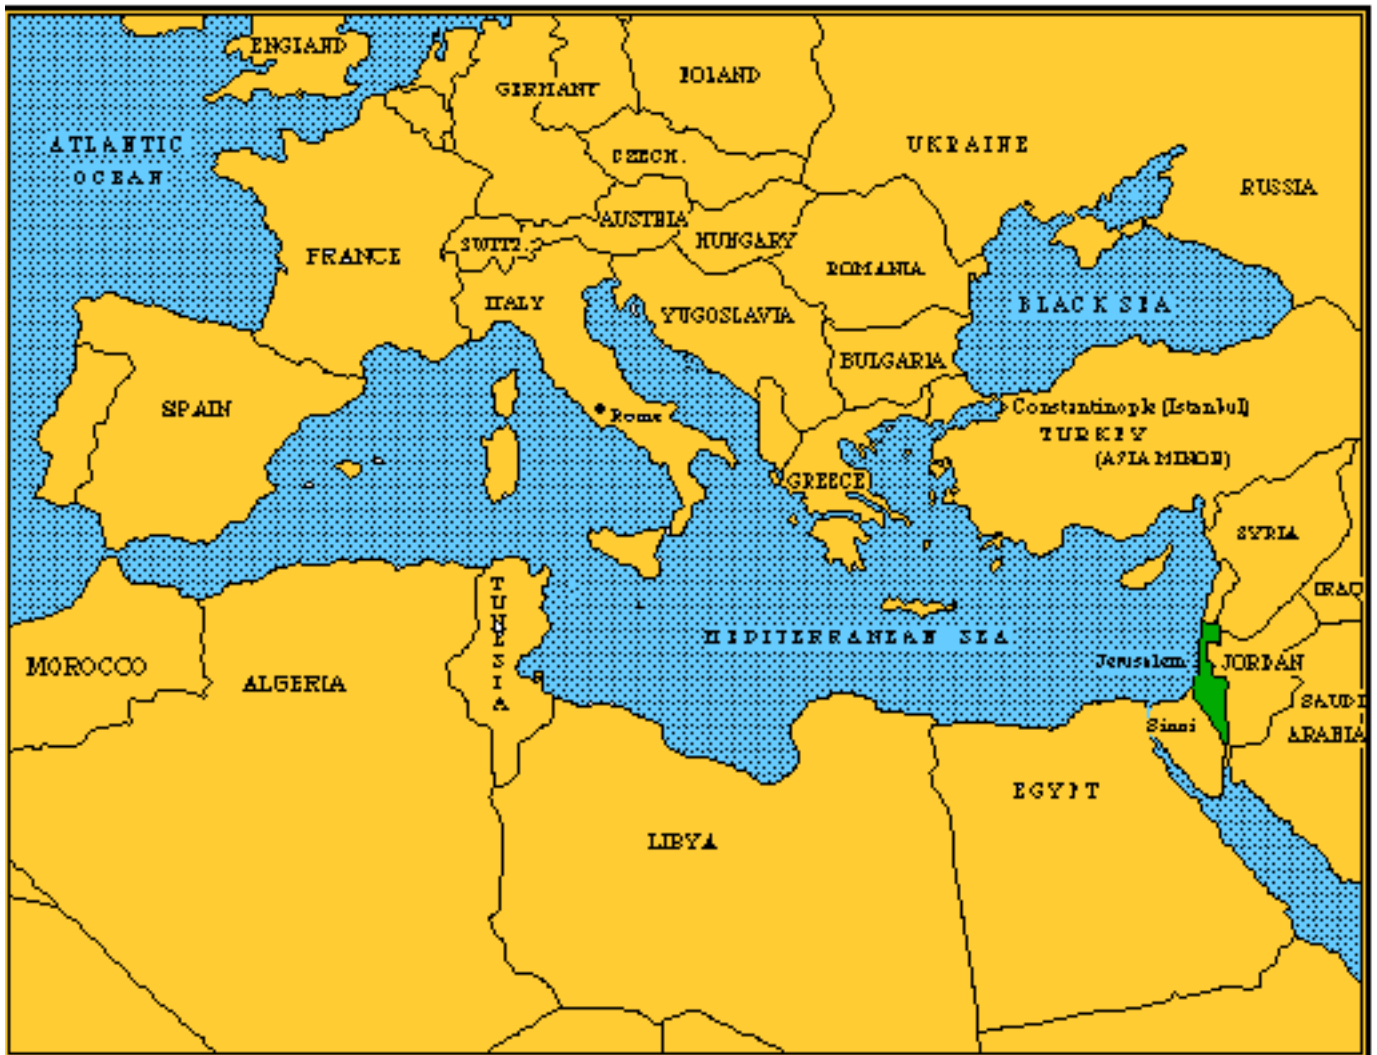 ENGLAND
POLAND
GERMANY
ATLANTIC
OCEAN
UKRAINE
CZECH.
RUSSIA
AUSTRIA
SWITZ.
HUNGARY
FRANCE
ROMANIA
ITALY
BLACK SEA
YUGOSLAVIA
BULGARIA
SPAIN
Rome
Constantinople (Istanbul)
TURKEY
(ASIA MINOR)
GREECE
SYRIA
TUNESIA
IRAQ
MEDITERRANEAN SEA
MOROCCO
ALGERIA
Jerusalem
JORDAN
SAUDI
ARABIA
Sinai
EGYPT
LIBYA